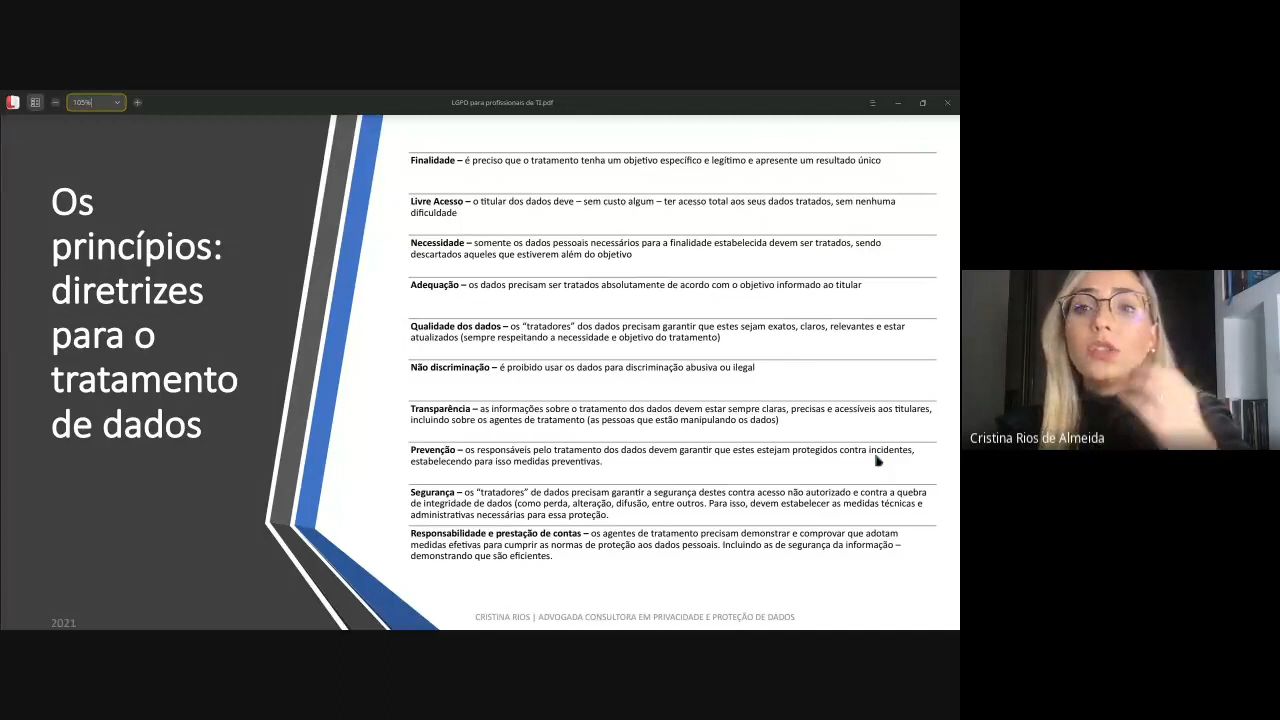 105%
LGPD para profissionais de TI.pdf
Os
princípios:
diretrizes
para o
tratamento
de dados
2021
Finalidade – é preciso que o tratamento tenha um objetivo específico e legítimo e apresente um resultado único
Livre Acesso – o titular dos dados deve – sem custo algum – ter acesso total aos seus dados tratados, sem nenhuma
dificuldade
Necessidade – somente os dados pessoais necessários para a finalidade estabelecida devem ser tratados, sendo
descartados aqueles que estiverem além do objetivo
Adequação – os dados precisam ser tratados absolutamente de acordo com o objetivo informado ao titular
Qualidade dos dados – os “tratadores” dos dados precisam garantir que estes sejam exatos, claros, relevantes e estar
atualizados (sempre respeitando a necessidade e objetivo do tratamento)
Não discriminação – é proibido usar os dados para discriminação abusiva ou ilegal
Transparência – as informações sobre o tratamento dos dados devem estar sempre claras, precisas e acessíveis aos titulares,
incluindo sobre os agentes de tratamento (as pessoas que estão manipulando os dados)
Prevenção – os responsáveis pelo tratamento dos dados devem garantir que estes estejam protegidos contra incidentes,
estabelecendo para isso medidas preventivas.
Segurança – os “tratadores” de dados precisam garantir a segurança destes contra acesso não autorizado e contra a quebra
de integridade de dados (como perda, alteração, difusão, entre outros. Para isso, devem estabelecer as medidas técnicas e
administrativas necessárias para essa proteção.
Responsabilidade e prestação de contas – os agentes de tratamento precisam demonstrar e comprovar que adotam
medidas efetivas para cumprir as normas de proteção aos dados pessoais. Incluindo as de segurança da informação –
demonstrando que são eficientes.
CRISTINA RIOS | ADVOGADA CONSULTORA EM PRIVACIDADE E PROTEÇÃO DE DADOS
Cristina Rios de Almeida